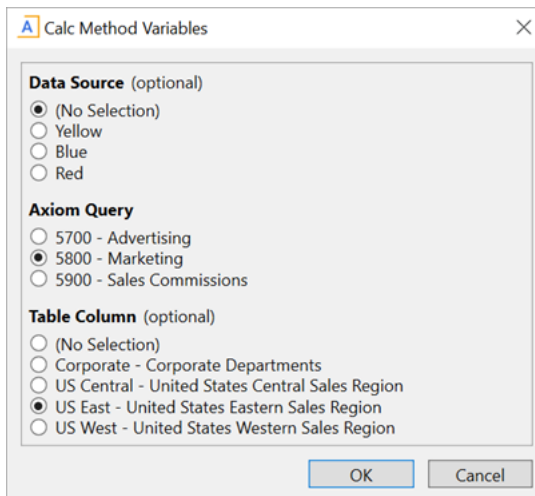 A Calc Method Variables
Data Source (optional)
(No Selection)
Yellow
Blue
Red
Axiom Query
5700 - Advertising
5800 - Marketing
5900 - Sales Commissions
Table Column (optional)
(No Selection)
Corporate - Corporate Departments
US Central - United States Central Sales Region
US East - United States Eastern Sales Region
US West - United States Western Sales Region
OK Cancel